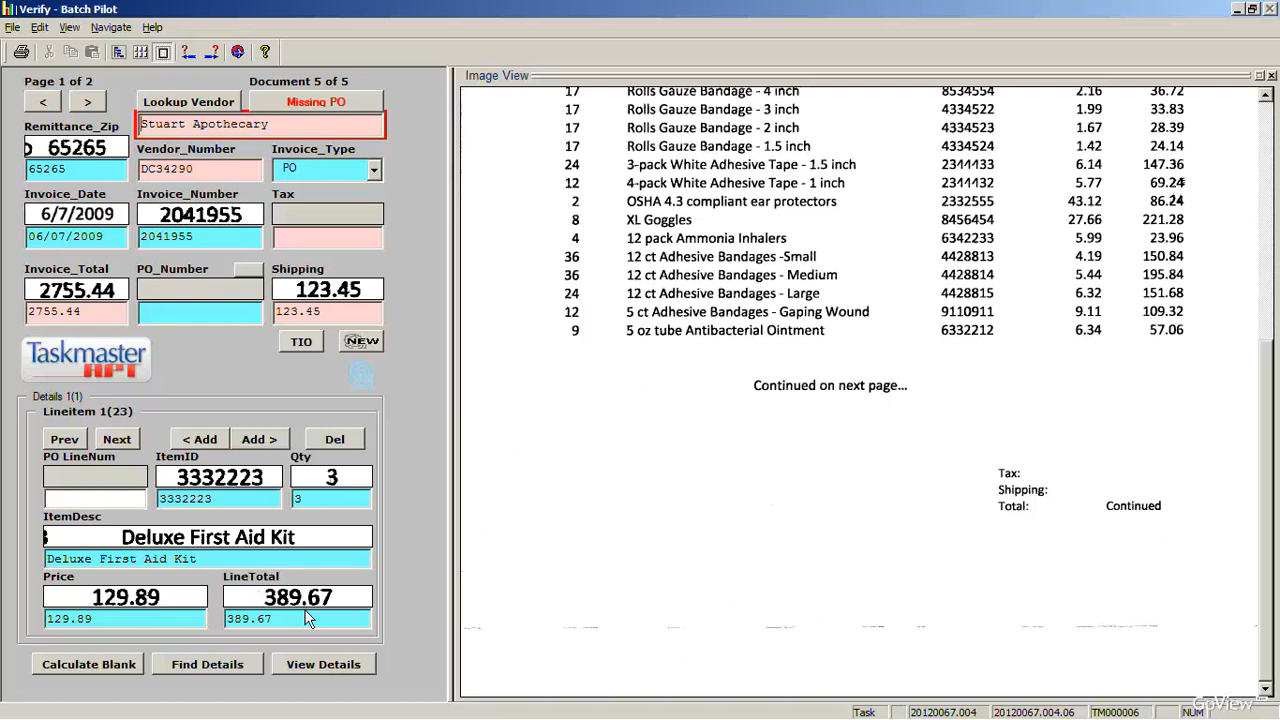 Verify - Batch Pilot
File Edit View Navigate Help
Page 1 of 2 Document 5 of 5
< > Lookup Vendor Missing PO
Stuart Apothecary
Remittance_Zip Vendor_Number Invoice_Type
65265
65265 DC34290 PO
Invoice_Date Invoice_Number Tax
6/7/2009 2041955
06/07/2009 2041955
Invoice_Total PO_Number Shipping
2755.44 123.45
2755.44 123.45
TIO NEW
Taskmaster
APT
Details 1(1)
Lineitem 1(23)
Prev Next < Add Add > Del
PO LineNum ItemID Qty
3332223 3
3332223 3
ItemDesc
Deluxe First Aid Kit
Deluxe First Aid Kit
Price LineTotal
129.89 389.67
129.89 389.67
Calculate Blank Find Details View Details
Image View
17 Rolls Gauze Bandage - 4 inch 8534554 2.16 36.72
17 Rolls Gauze Bandage - 3 inch 4334522 1.99 33.83
17 Rolls Gauze Bandage - 2 inch 4334523 1.67 28.39
17 Rolls Gauze Bandage - 1.5 inch 4334524 1.42 24.14
24 3-pack White Adhesive Tape - 1.5 inch 2344433 6.14 147.36
12 4-pack White Adhesive Tape - 1 inch 2344432 5.77 69.24
2 OSHA 4.3 compliant ear protectors 2332555 43.12 86.24
8 XL Goggles 8456454 27.66 221.28
4 12 pack Ammonia Inhalers 6342233 5.99 23.96
36 12 ct Adhesive Bandages -Small 4428813 4.19 150.84
36 12 ct Adhesive Bandages - Medium 4428814 5.44 195.84
24 12 ct Adhesive Bandages - Large 4428815 6.32 151.68
12 5 ct Adhesive Bandages - Gaping Wound 9110911 9.11 109.32
9 5 oz tube Antibacterial Ointment 6332212 6.34 57.06
Continued on next page...
Tax:
Shipping:
Total: Continued
GoView
Task 20120067.004 20120067.004.06 TM000006 NUM